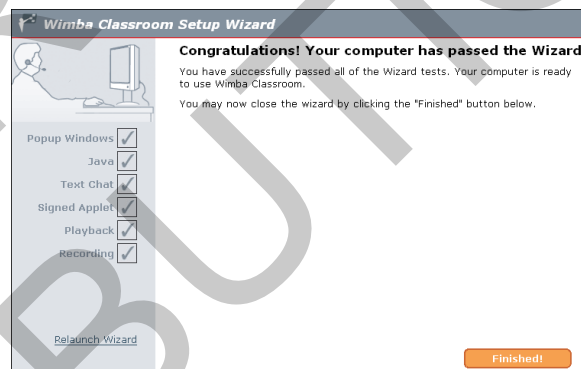 Wimba Classroom Setup Wizard
Congratulations! Your computer has passed the Wizard
You have successfully passed all of the Wizard tests. Your computer is ready
to use Wimba Classroom.
You may now close the wizard by clicking the "Finished" button below.
Popup Windows
Java
Text Chat
Signed Applet
Playback
Recording
Relaunch Wizard
Finished!